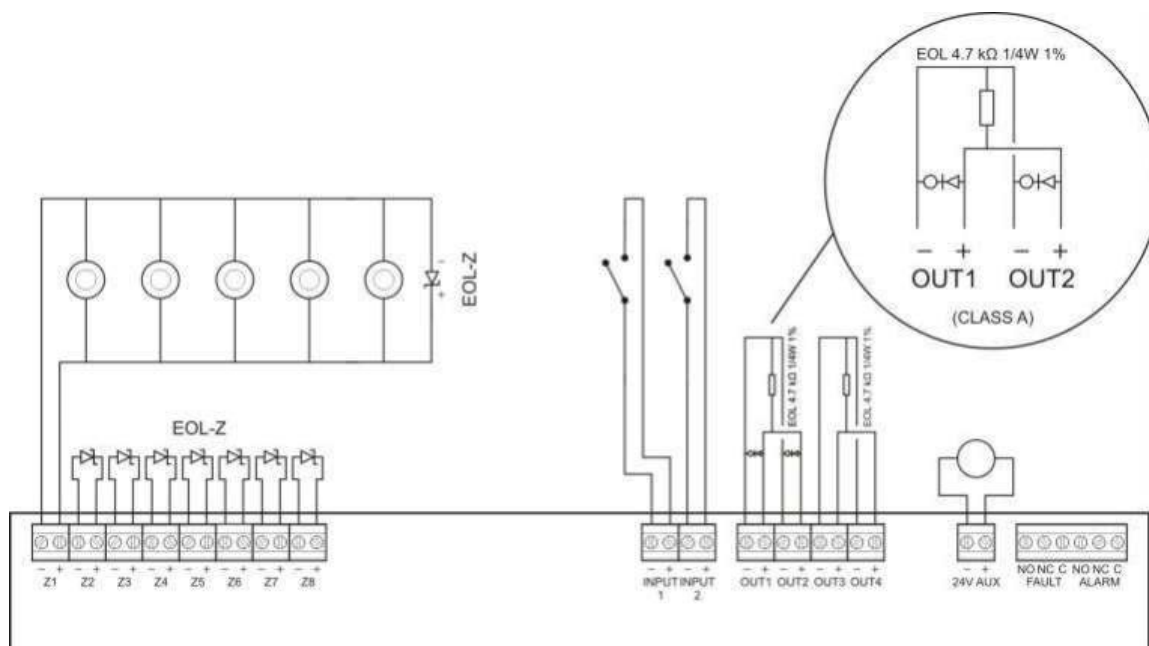 EOL 4.7 kΩ 1/4W 1%
− + − +
OUT1 OUT2
(CLASS A)
-
+
EOL-Z
EOL-Z
EOL 4.7 kΩ 1/4W 1%
EOL 4.7 kΩ 1/4W 1%
− + − + − + − + − + − + − + − +
Z1 Z2 Z3 Z4 Z5 Z6 Z7 Z8
− + − +
INPUT INPUT
1 2
− + − + − + − +
OUT1 OUT2 OUT3 OUT4
− +
24V AUX
NO NC C NO NC C
FAULT ALARM